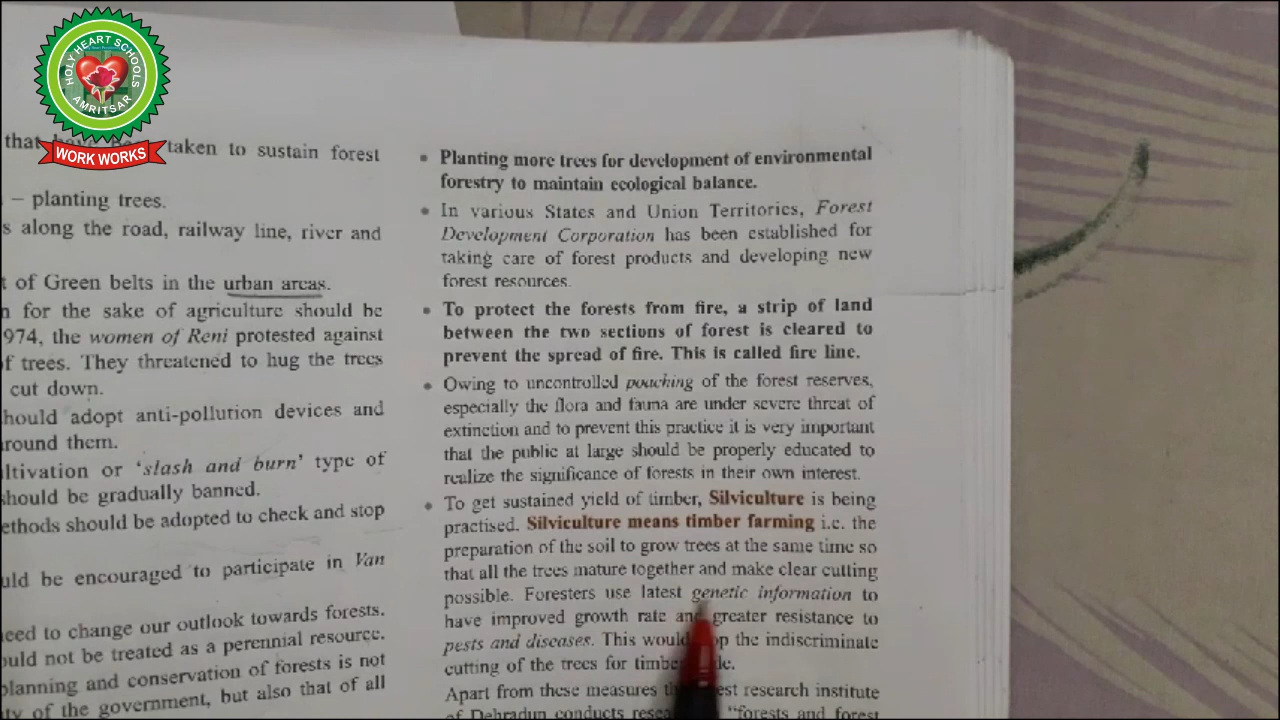 HOLY HEART SCHOOLS
AMRITSAR
WORK WORKS
that taken to sustain forest
– planting trees.
along the road, railway line, river and
of Green belts in the urban areas.
for the sake of agriculture should be
974, the women of Reni protested against
trees. They threatened to hug the trees
cut down.
should adopt anti-pollution devices and
around them.
or 'slash and burn' type of
should be gradually banned.
methods should be adopted to check and stop
be encouraged to participate in Van
need to change our outlook towards forests.
not be treated as a perennial resource.
planning and conservation of forests is not
of the government, but also that of all
• Planting more trees for development of environmental
forestry to maintain ecological balance.
• In various States and Union Territories, Forest
Development Corporation has been established for
taking care of forest products and developing new
forest resources.
• To protect the forests from fire, a strip of land
between the two sections of forest is cleared to
prevent the spread of fire. This is called fire line.
• Owing to uncontrolled poaching of the forest reserves,
especially the flora and fauna are under severe threat of
extinction and to prevent this practice it is very important
that the public at large should be properly educated to
realize the significance of forests in their own interest.
• To get sustained yield of timber, Silviculture is being
practised. Silviculture means timber farming i.e. the
preparation of the soil to grow trees at the same time so
that all the trees mature together and make clear cutting
possible. Foresters use latest genetic information to
have improved growth rate and greater resistance to
pests and diseases. This would the indiscriminate
cutting of the trees for
Apart from these measures research institute
of Dehradun conducts "forests and forest